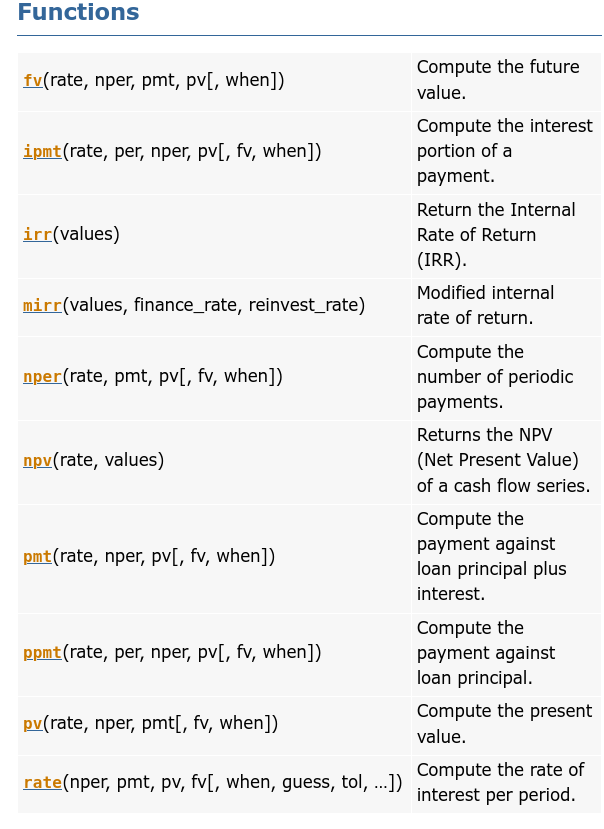 Functions
fv(rate, nper, pmt, pv[, when])
Compute the future
value.
ipmt(rate, per, nper, pv[, fv, when])
Compute the interest
portion of a
payment.
irr(values)
Return the Internal
Rate of Return
(IRR).
mirr(values, finance_rate, reinvest_rate)
Modified internal
rate of return.
nper(rate, pmt, pv[, fv, when])
Compute the
number of periodic
payments.
npv(rate, values)
Returns the NPV
(Net Present Value)
of a cash flow series.
pmt(rate, nper, pv[, fv, when])
Compute the
payment against
loan principal plus
interest.
ppmt(rate, per, nper, pv[, fv, when])
Compute the
payment against
loan principal.
pv(rate, nper, pmt[, fv, when])
Compute the present
value.
rate(nper, pmt, pv, fv[, when, guess, tol, …])
Compute the rate of
interest per period.